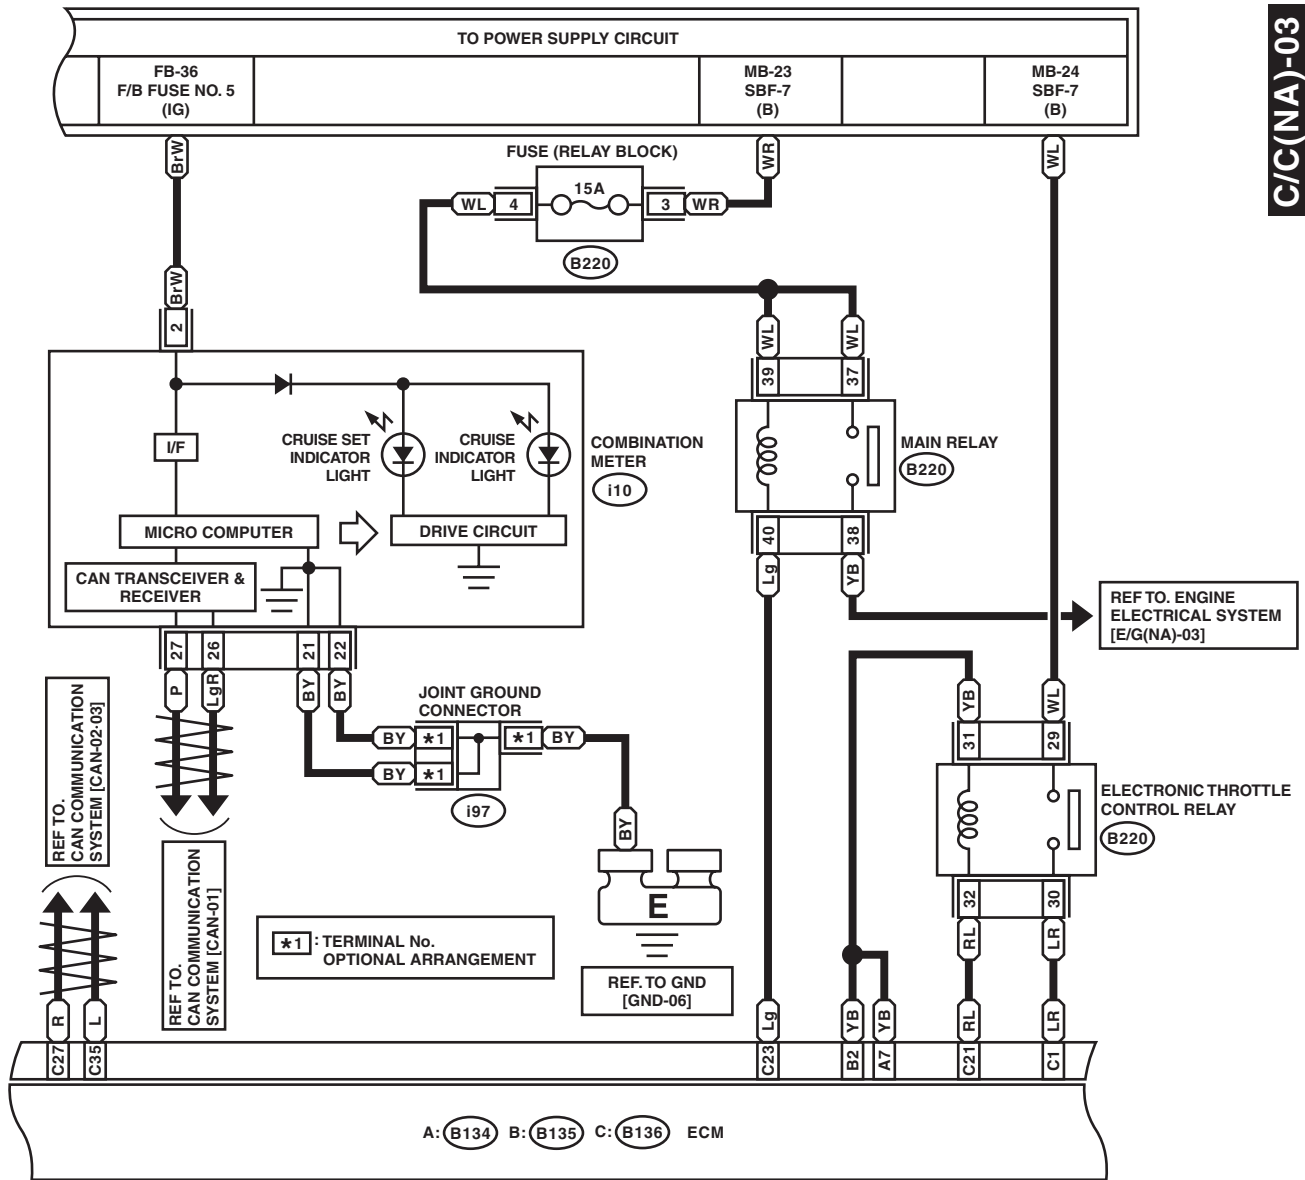 C/C(NA)-03
TO POWER SUPPLY CIRCUIT
FB-36
F/B FUSE NO. 5
(IG)
MB-23
SBF-7
(B)
MB-24
SBF-7
(B)
BrW
FUSE (RELAY BLOCK)
WR
WL
WL
4
15A
3
WR
B220
BrW
2
WL
WL
39
37
I/F
CRUISE SET
INDICATOR
LIGHT
CRUISE
INDICATOR
LIGHT
COMBINATION
METER
i10
MAIN RELAY
B220
MICRO COMPUTER
DRIVE CIRCUIT
40
38
CAN TRANSCEIVER &
RECEIVER
Lg
YB
REF TO. ENGINE
ELECTRICAL SYSTEM
[E/G(NA)-03]
27
26
21
22
P
LgR
BY
BY
JOINT GROUND
CONNECTOR
YB
WL
BY
*1
*1
BY
31
29
BY
*1
i97
REF TO.
CAN COMMUNICATION
SYSTEM [CAN-02·03]
ELECTRONIC THROTTLE
CONTROL RELAY
B220
BY
REF TO.
CAN COMMUNICATION
SYSTEM [CAN-01]
E
32
30
*1 : TERMINAL No.
OPTIONAL ARRANGEMENT
RL
LR
REF. TO GND
[GND-06]
R
L
Lg
YB
YB
RL
LR
C27
C35
C23
B2
A7
C21
C1
A: B134 B: B135 C: B136 ECM